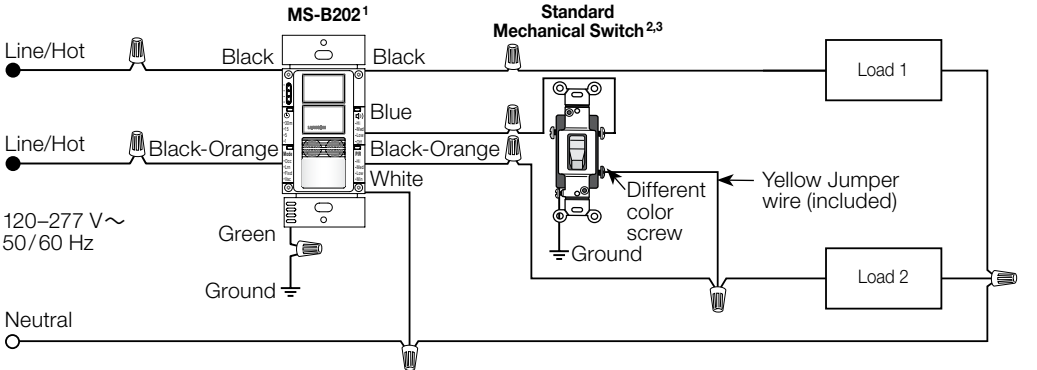 MS-B202¹
Standard
Mechanical Switch²,³
Line/Hot
Black
Black
Load 1
Blue
Line/Hot
Black-Orange
Black-Orange
White
Different
color
screw
Yellow Jumper
wire (included)
120–277 V~
50/60 Hz
Green
Ground
Load 2
Ground
Neutral